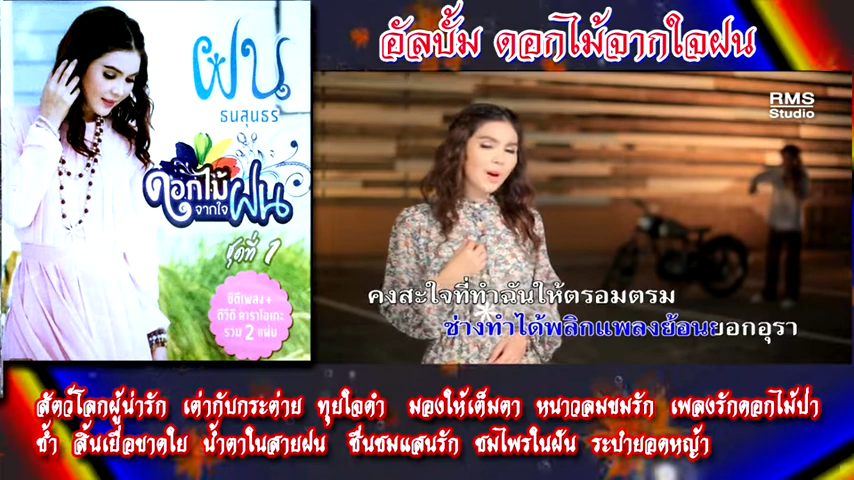 อัลบั้ม ดอกไม้จากใจฝน
ฝน
ธนสุนธร
ดอกไม้
จากใจ
ฝน
ชุดที่ 1
ซีดีเพลง +
ดีวีดี คาราโอเกะ
รวม 2 แผ่น
RMS
Studio
คงสะใจที่ทำฉันให้ตรอมตรม
ช่างทำได้พลิกแพลงย้อนยอกอุรา
สัตว์โลกผู้น่ารัก เต่ากับกระต่าย ทุยใจดำ มองให้เต็มตา หนาวลมชมรัก เพลงรักดอกไม้ป่า
ช้ำ สิ้นเยื่อขาดใย น้ำตาในสายฝน ชื่นชมแสนรัก ชมไพรในฝัน ระบำยอดหญ้า